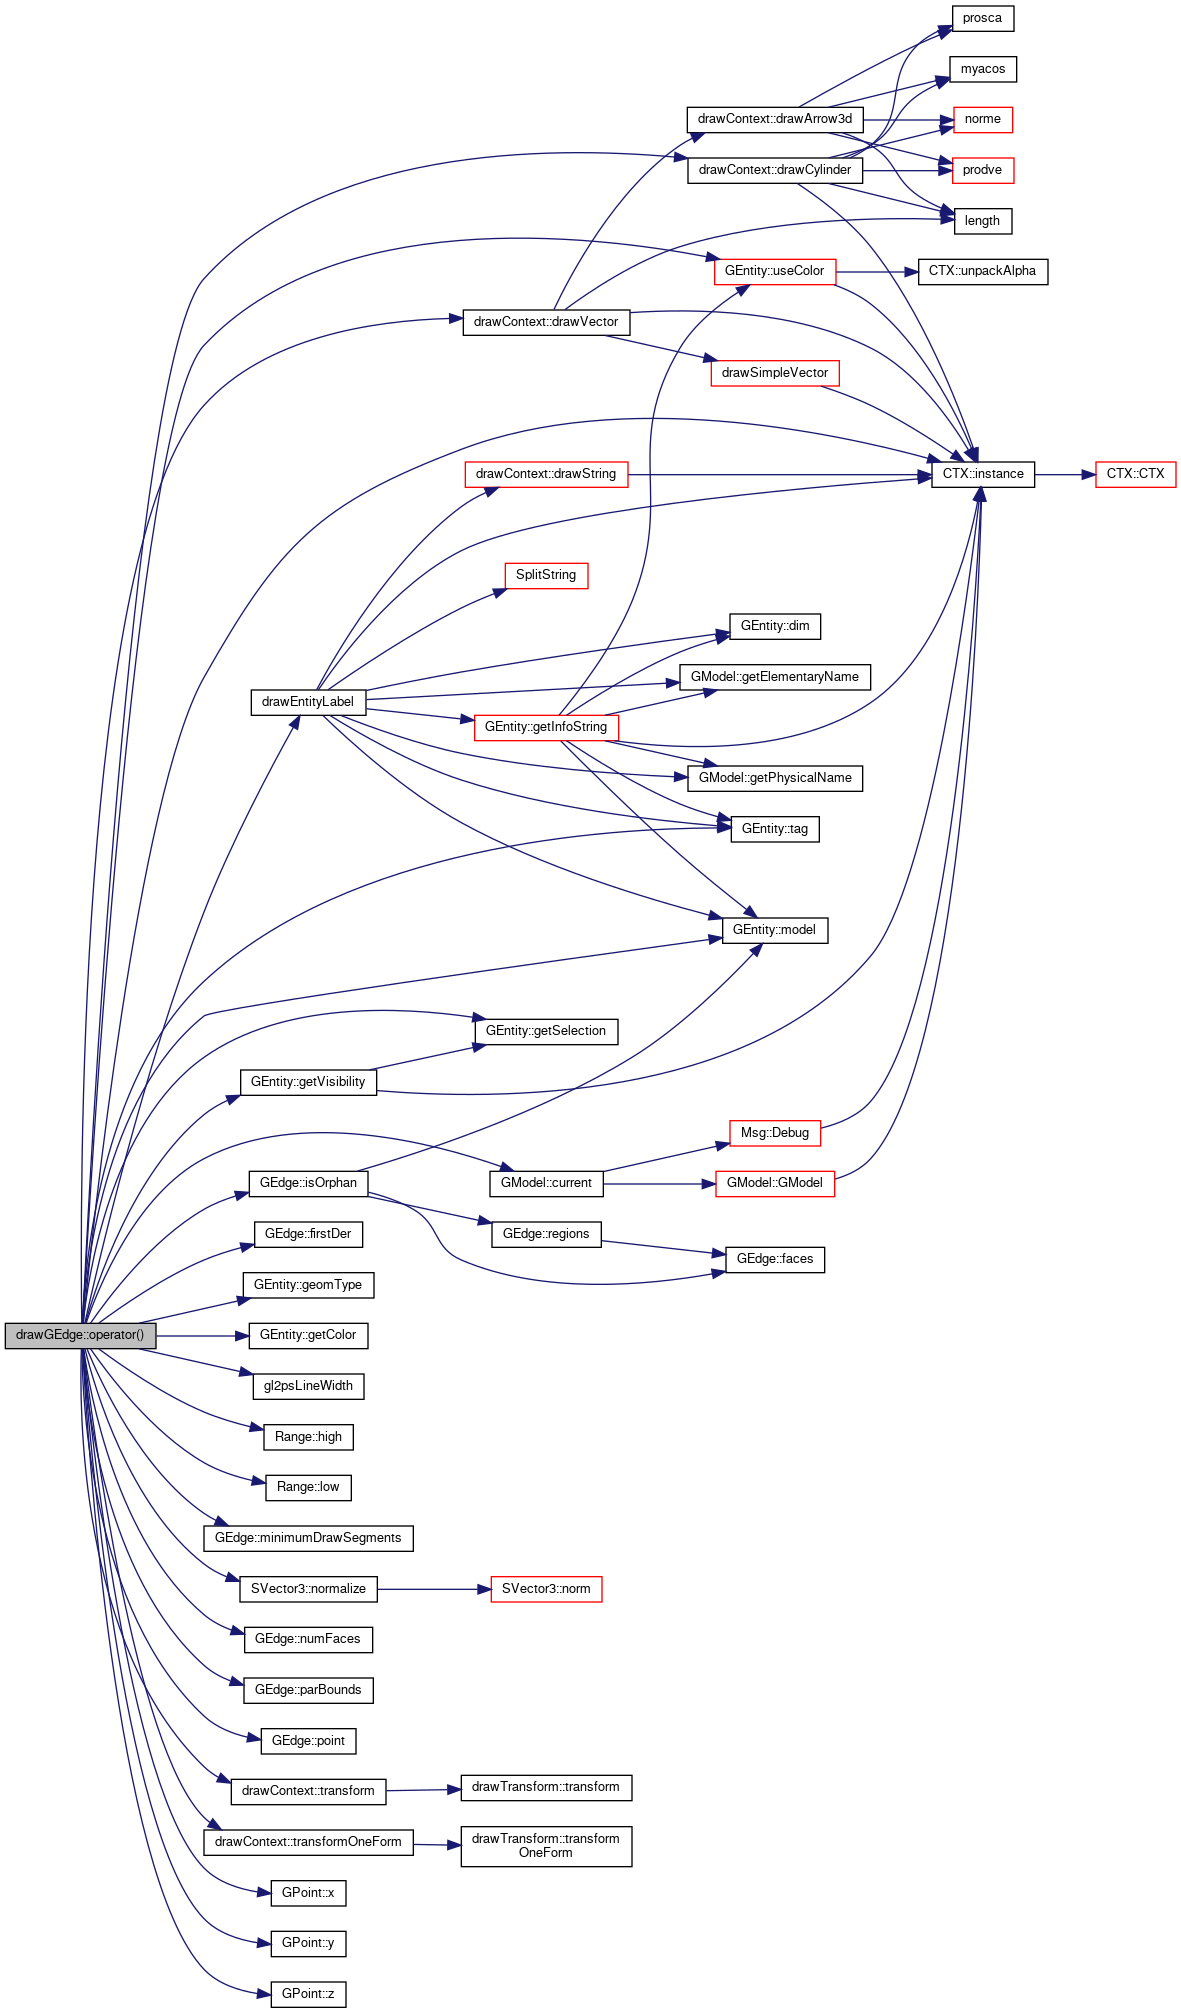 prosca
myacos
drawContext::drawArrow3d
norme
drawContext::drawCylinder
prodve
length
GEntity::useColor
CTX::unpackAlpha
drawContext::drawVector
drawSimpleVector
drawContext::drawString
CTX::instance
CTX::CTX
SplitString
GEntity::dim
GModel::getElementaryName
drawEntityLabel
GEntity::getInfoString
GModel::getPhysicalName
GEntity::tag
GEntity::model
GEntity::getSelection
GEntity::getVisibility
Msg::Debug
GEdge::isOrphan
GModel::current
GModel::GModel
GEdge::firstDer
GEdge::regions
GEdge::faces
GEntity::geomType
drawGEdge::operator()
GEntity::getColor
gl2psLineWidth
Range::high
Range::low
GEdge::minimumDrawSegments
SVector3::normalize
SVector3::norm
GEdge::numFaces
GEdge::parBounds
GEdge::point
drawContext::transform
drawTransform::transform
drawContext::transformOneForm
drawTransform::transform
OneForm
GPoint::x
GPoint::y
GPoint::z